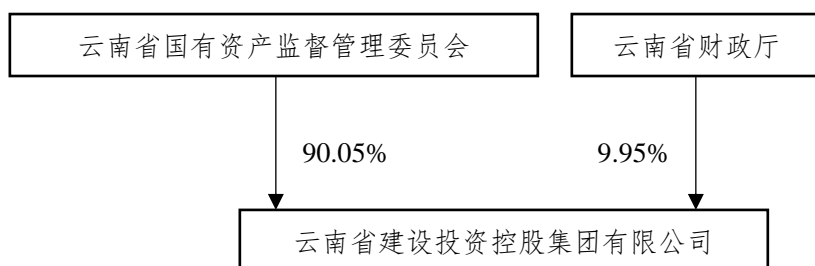 云南省国有资产监督管理委员会
云南省财政厅
90.05%
9.95%
云南省建设投资控股集团有限公司